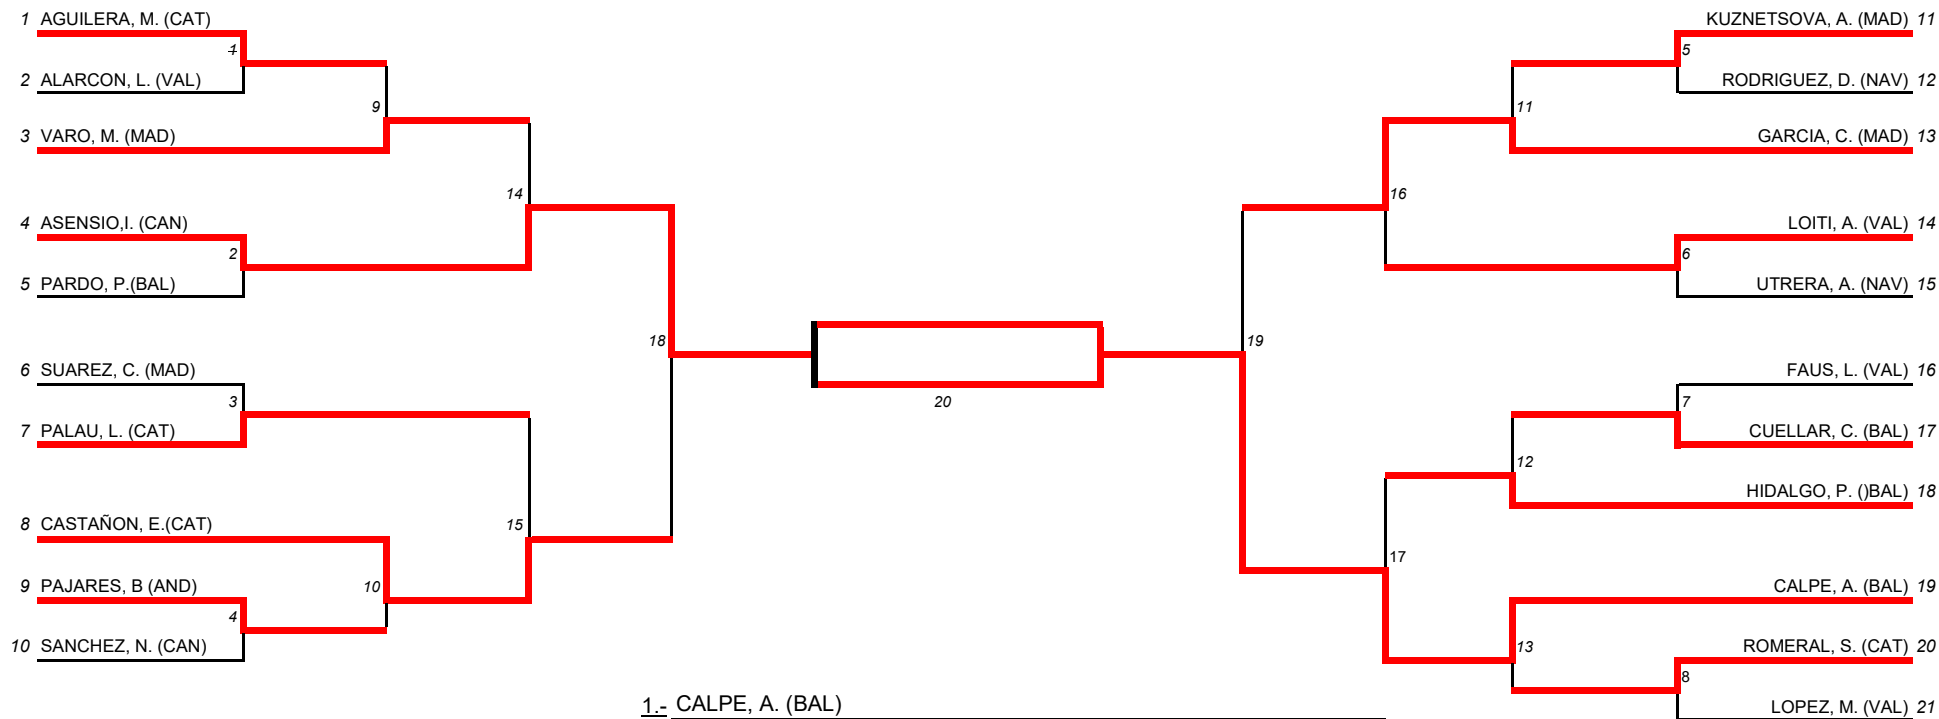 1 AGUILERA, M. (CAT)
1
2 ALARCON, L. (VAL)
9
3 VARO, M. (MAD)
14
4 ASENSIO,I. (CAN)
2
5 PARDO, P.(BAL)
18
6 SUAREZ, C. (MAD)
3
7 PALAU, L. (CAT)
8 CASTAÑON, E.(CAT)
15
9 PAJARES, B (AND)
10
4
10 SANCHEZ, N. (CAN)
20
KUZNETSOVA, A. (MAD) 11
5
RODRIGUEZ, D. (NAV) 12
11
GARCIA, C. (MAD) 13
16
LOITI, A. (VAL) 14
6
UTRERA, A. (NAV) 15
19
FAUS, L. (VAL) 16
7
CUELLAR, C. (BAL) 17
12
HIDALGO, P. ()BAL) 18
17
CALPE, A. (BAL) 19
13
ROMERAL, S. (CAT) 20
8
LOPEZ, M. (VAL) 21
1.- CALPE, A. (BAL)